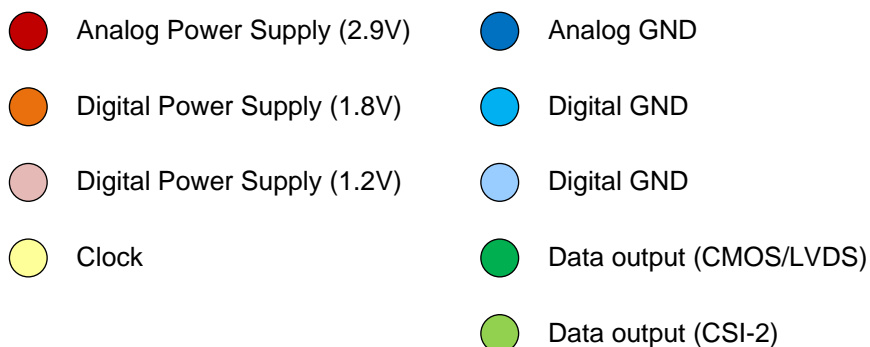 Analog Power Supply (2.9V)
Analog GND
Digital Power Supply (1.8V)
Digital GND
Digital Power Supply (1.2V)
Digital GND
Clock
Data output (CMOS/LVDS)
Data output (CSI-2)